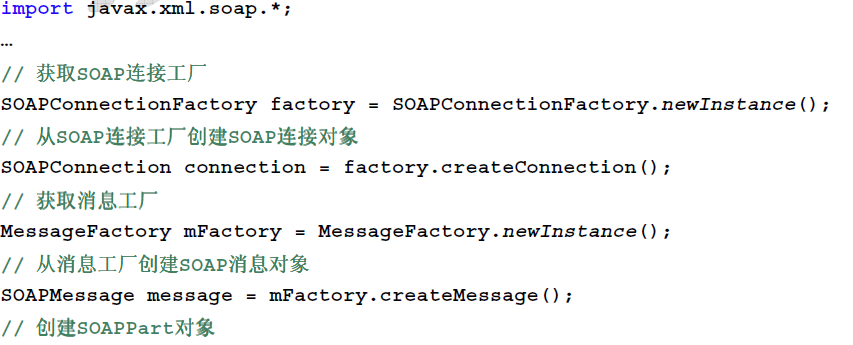 import javax.xml.soap.*;
…
// 获取SOAP连接工厂
SOAPConnectionFactory factory = SOAPConnectionFactory.newInstance();
// 从SOAP连接工厂创建SOAP连接对象
SOAPConnection connection = factory.createConnection();
// 获取消息工厂
MessageFactory mFactory = MessageFactory.newInstance();
// 从消息工厂创建SOAP消息对象
SOAPMessage message = mFactory.createMessage();
// 创建SOAPPart对象